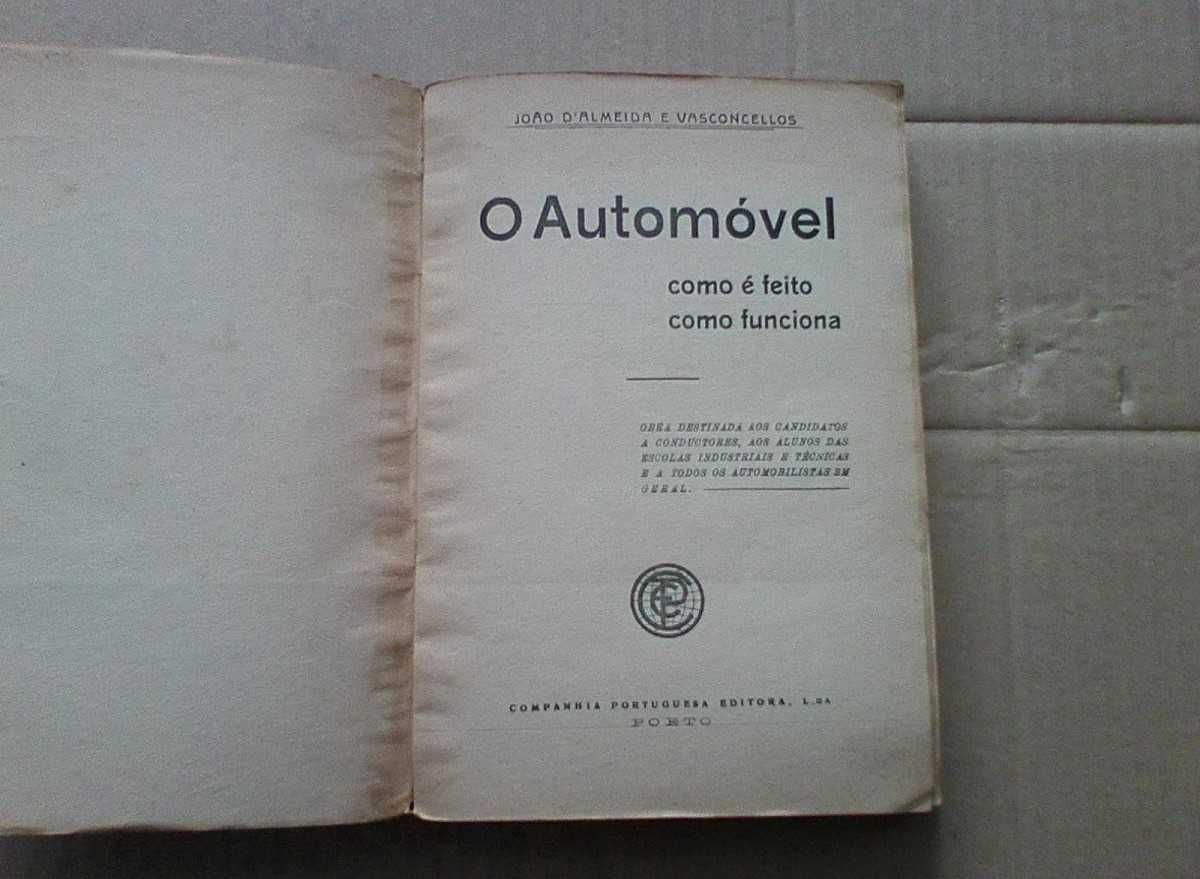 JOÃO D'ALMEIDA E VASCONCELLOS
O Automóvel
como é feito
como funciona
OBRA DESTINADA AOS CANDIDATOS
A CONDUCTORES, AOS ALUNOS DAS
ESCOLAS INDUSTRIAIS E TÉCNICAS
E A TODOS OS AUTOMOBILISTAS EM
GERAL.
CPE
COMPANHIA PORTUGUESA EDITORA, L.DA
PORTO